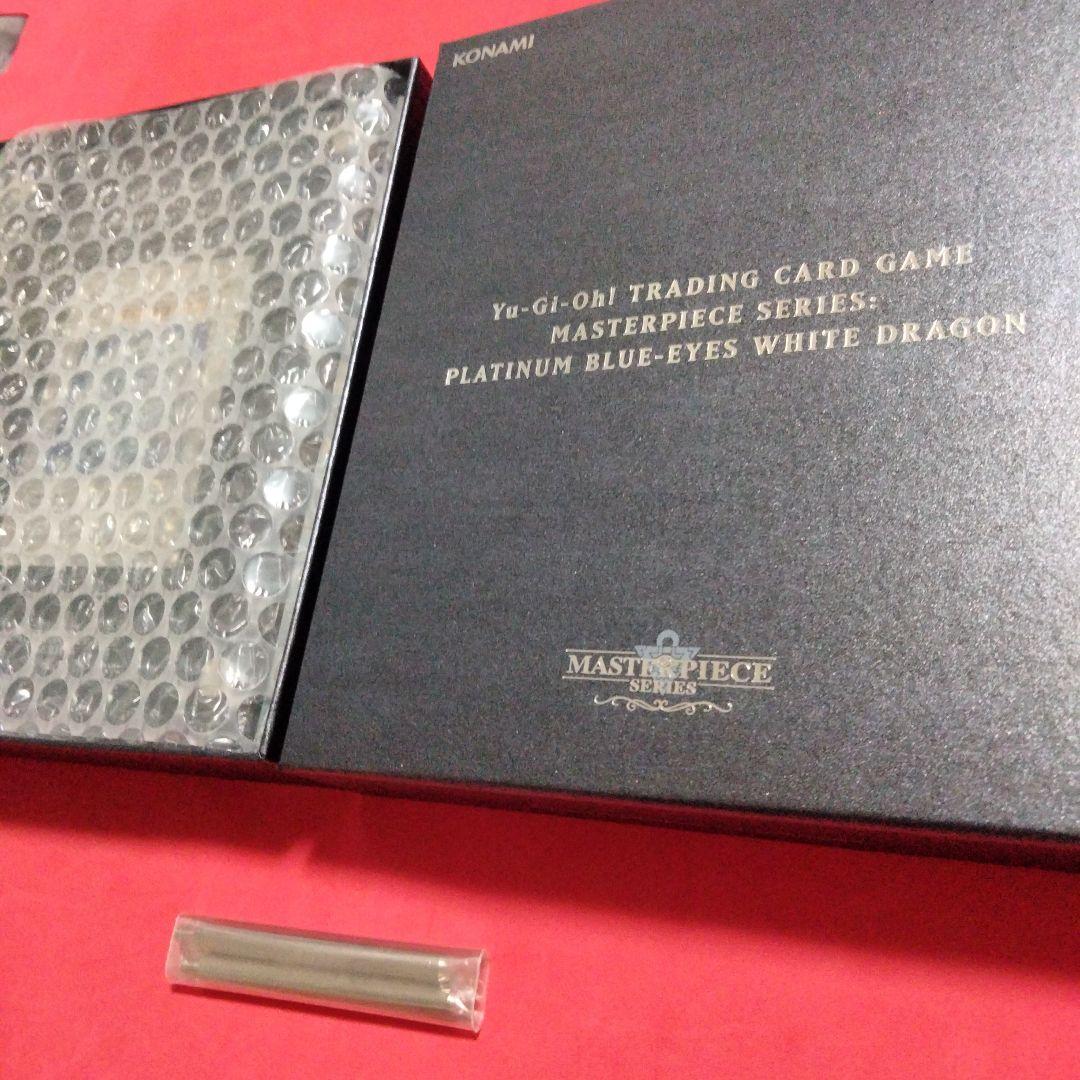 KONAMI
Yu-Gi-Oh! TRADING CARD GAME
MASTERPIECE SERIES:
PLATINUM BLUE-EYES WHITE DRAGON
MASTERPIECE
SERIES